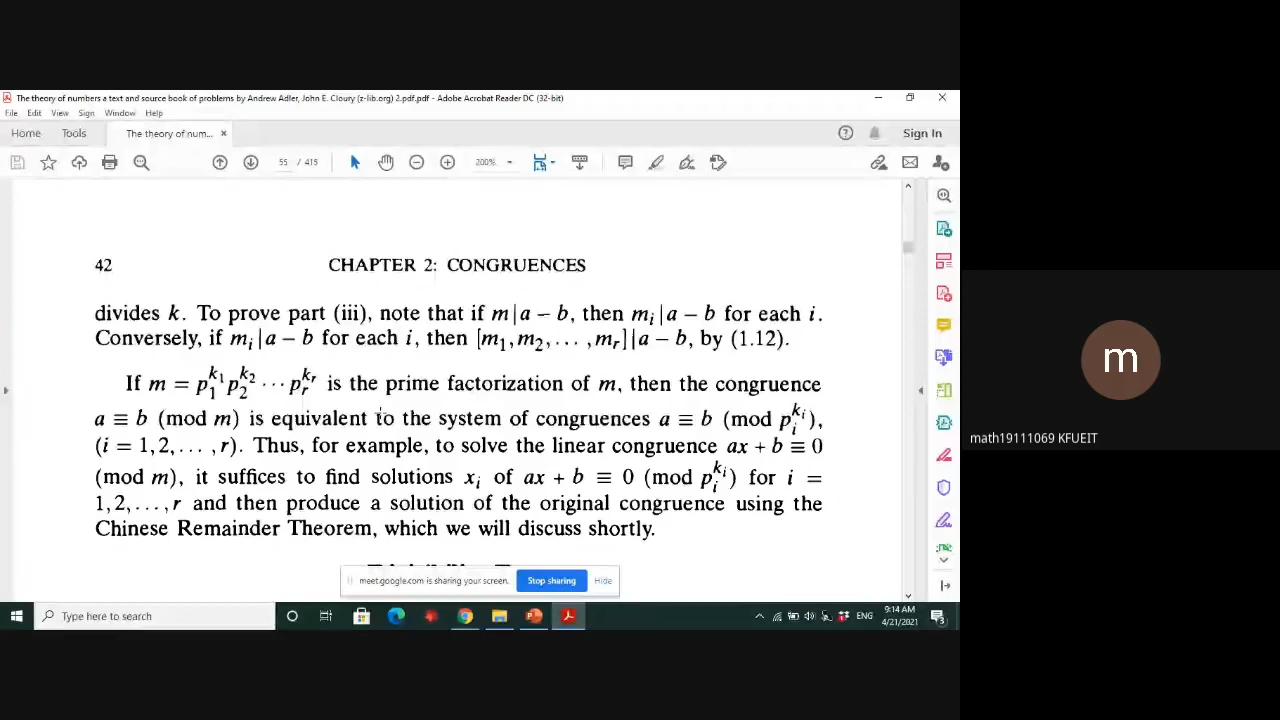 The theory of numbers a text and source book of problems by Andrew Adler, John E. Cloury (z-lib.org) 2.pdf.pdf - Adobe Acrobat Reader DC (32-bit)
File Edit View Sign Window Help
Home Tools The theory of num... × Sign In
55 / 415 200%
42 CHAPTER 2: CONGRUENCES
divides k. To prove part (iii), note that if m | a − b, then mᵢ | a − b for each i.
Conversely, if mᵢ | a − b for each i, then [m₁, m₂, . . . , mᵣ] | a − b, by (1.12).
If m = p₁^k₁ p₂^k₂ ··· pᵣ^kᵣ is the prime factorization of m, then the congruence
a ≡ b (mod m) is equivalent to the system of congruences a ≡ b (mod pᵢ^kᵢ),
(i = 1, 2, . . . , r). Thus, for example, to solve the linear congruence ax + b ≡ 0
(mod m), it suffices to find solutions xᵢ of ax + b ≡ 0 (mod pᵢ^kᵢ) for i =
1, 2, . . . , r and then produce a solution of the original congruence using the
Chinese Remainder Theorem, which we will discuss shortly.
meet.google.com is sharing your screen. Stop sharing Hide
Type here to search
ENG
9:14 AM
4/21/2021
3
m
math19111069 KFUEIT